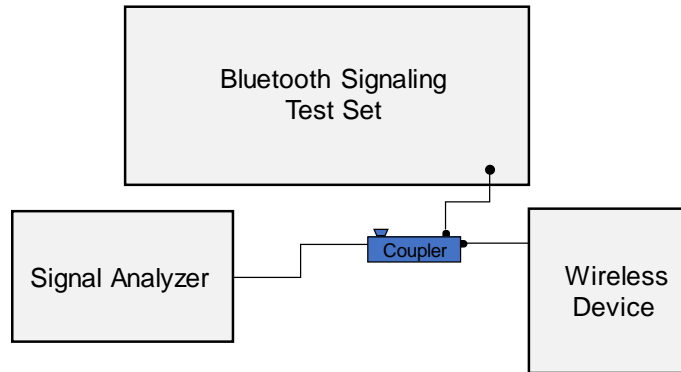 Bluetooth Signaling
Test Set
Signal Analyzer
Coupler
Wireless
Device